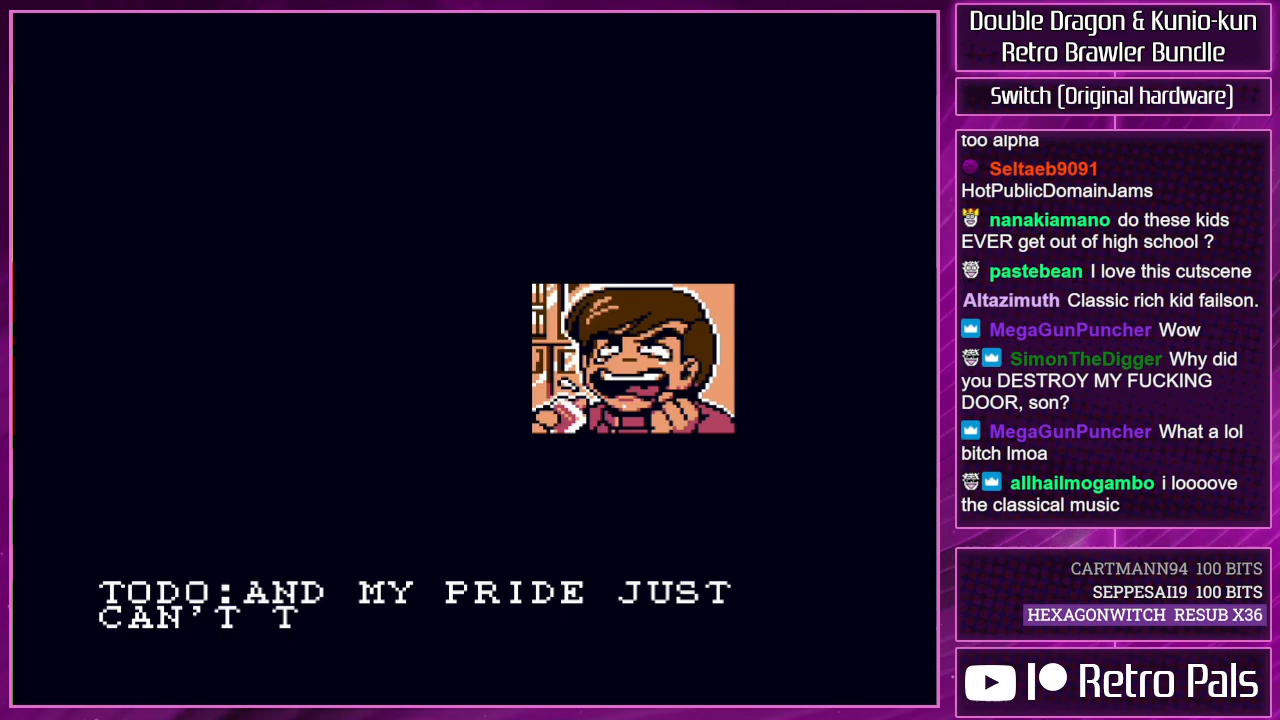 TODO:AND MY PRIDE JUST
CAN'T T
Double Dragon & Kunio-kun
Retro Brawler Bundle
Switch (Original hardware)
too alpha
Seltaeb9091
HotPublicDomainJams
nanakiamano do these kids
EVER get out of high school ?
pastebean I love this cutscene
Altazimuth Classic rich kid failson.
MegaGunPuncher Wow
SimonTheDigger Why did
you DESTROY MY FUCKING
DOOR, son?
MegaGunPuncher What a lol
bitch lmoa
allhailmogambo i loooove
the classical music
CARTMANN94 100 BITS
SEPPESAI19 100 BITS
HEXAGONWITCH RESUB X36
Retro Pals